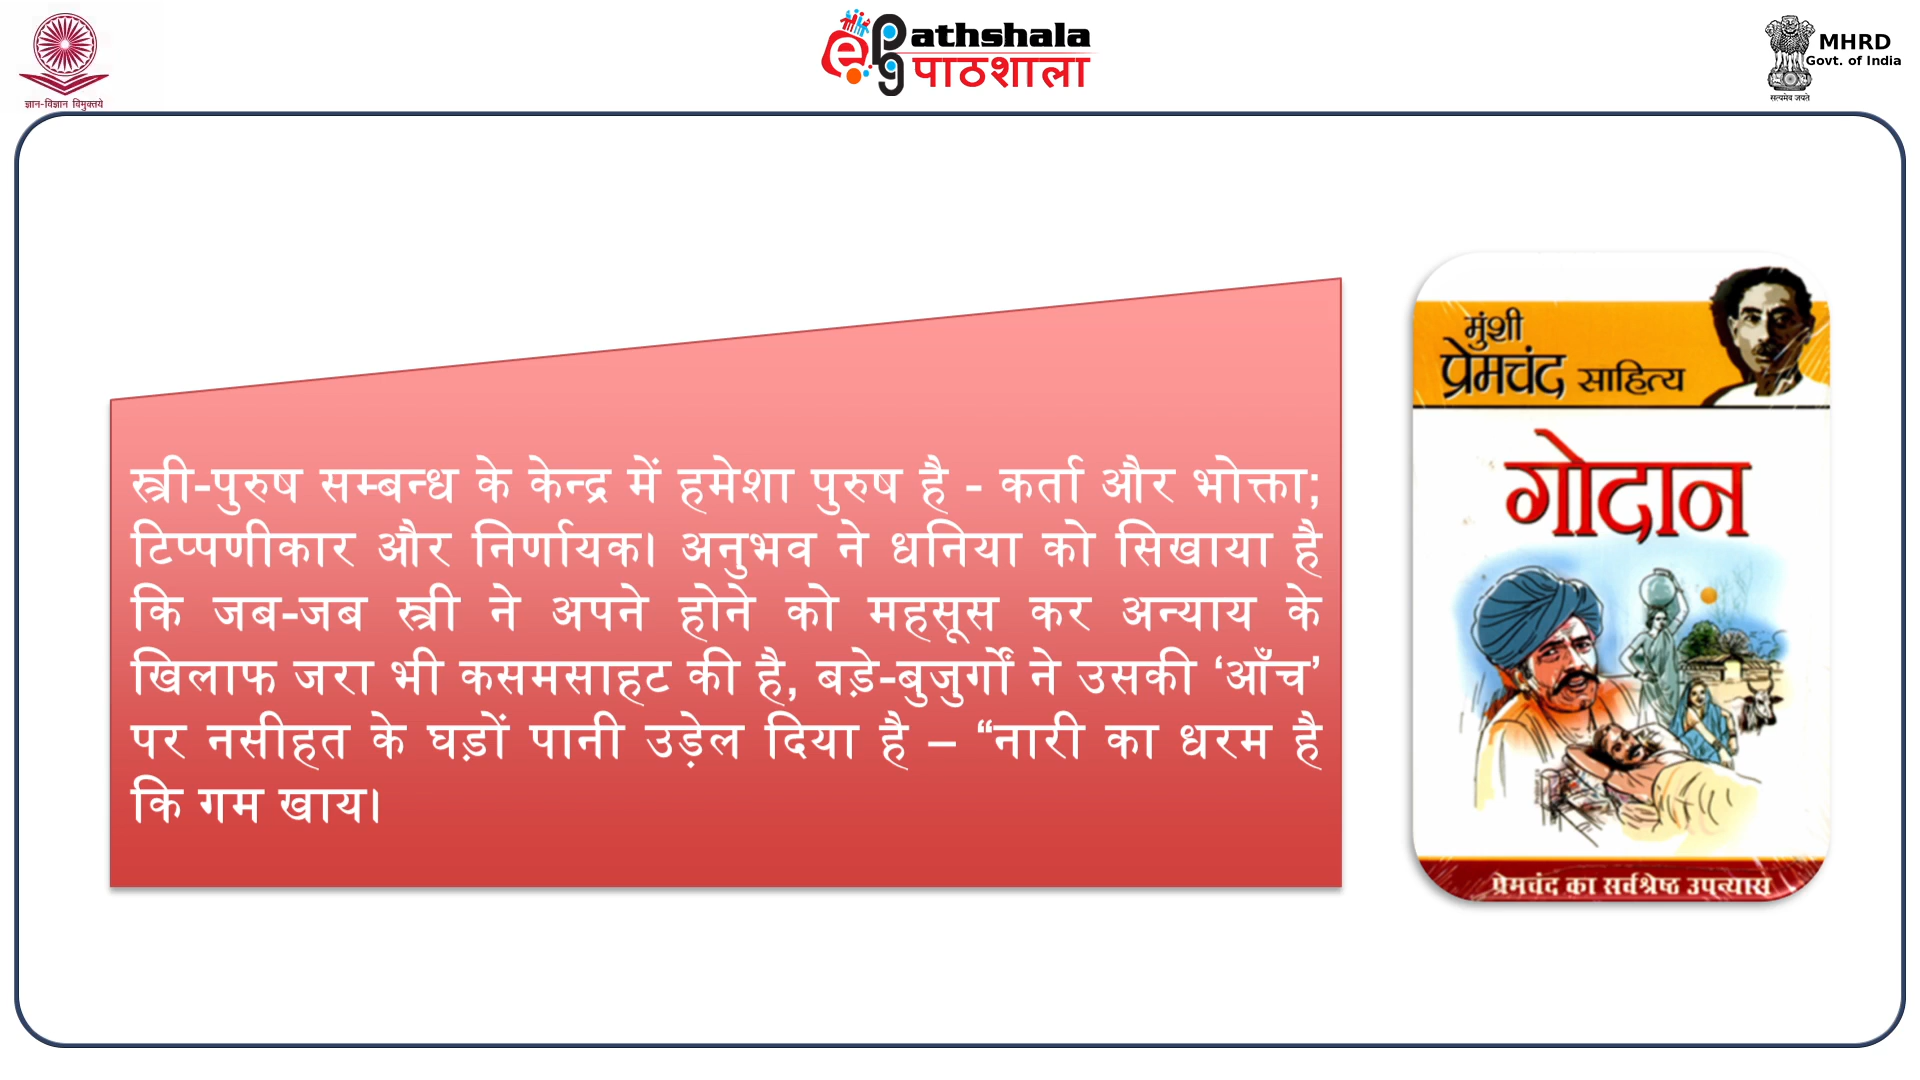 ज्ञान-विज्ञान विमुक्तये
ePathshala
पाठशाला
MHRD
Govt. of India
सत्यमेव जयते
स्त्री-पुरुष सम्बन्ध के केन्द्र में हमेशा पुरुष है - कर्ता और भोक्ता;
टिप्पणीकार और निर्णायक। अनुभव ने धनिया को सिखाया है
कि जब-जब स्त्री ने अपने होने को महसूस कर अन्याय के
खिलाफ जरा भी कसमसाहट की है, बड़े-बुजुर्गों ने उसकी ‘आँच’
पर नसीहत के घड़ों पानी उड़ेल दिया है – “नारी का धरम है
कि गम खाय।
मुंशी
प्रेमचंद साहित्य
गोदान
प्रेमचंद का सर्वश्रेष्ठ उपन्यास